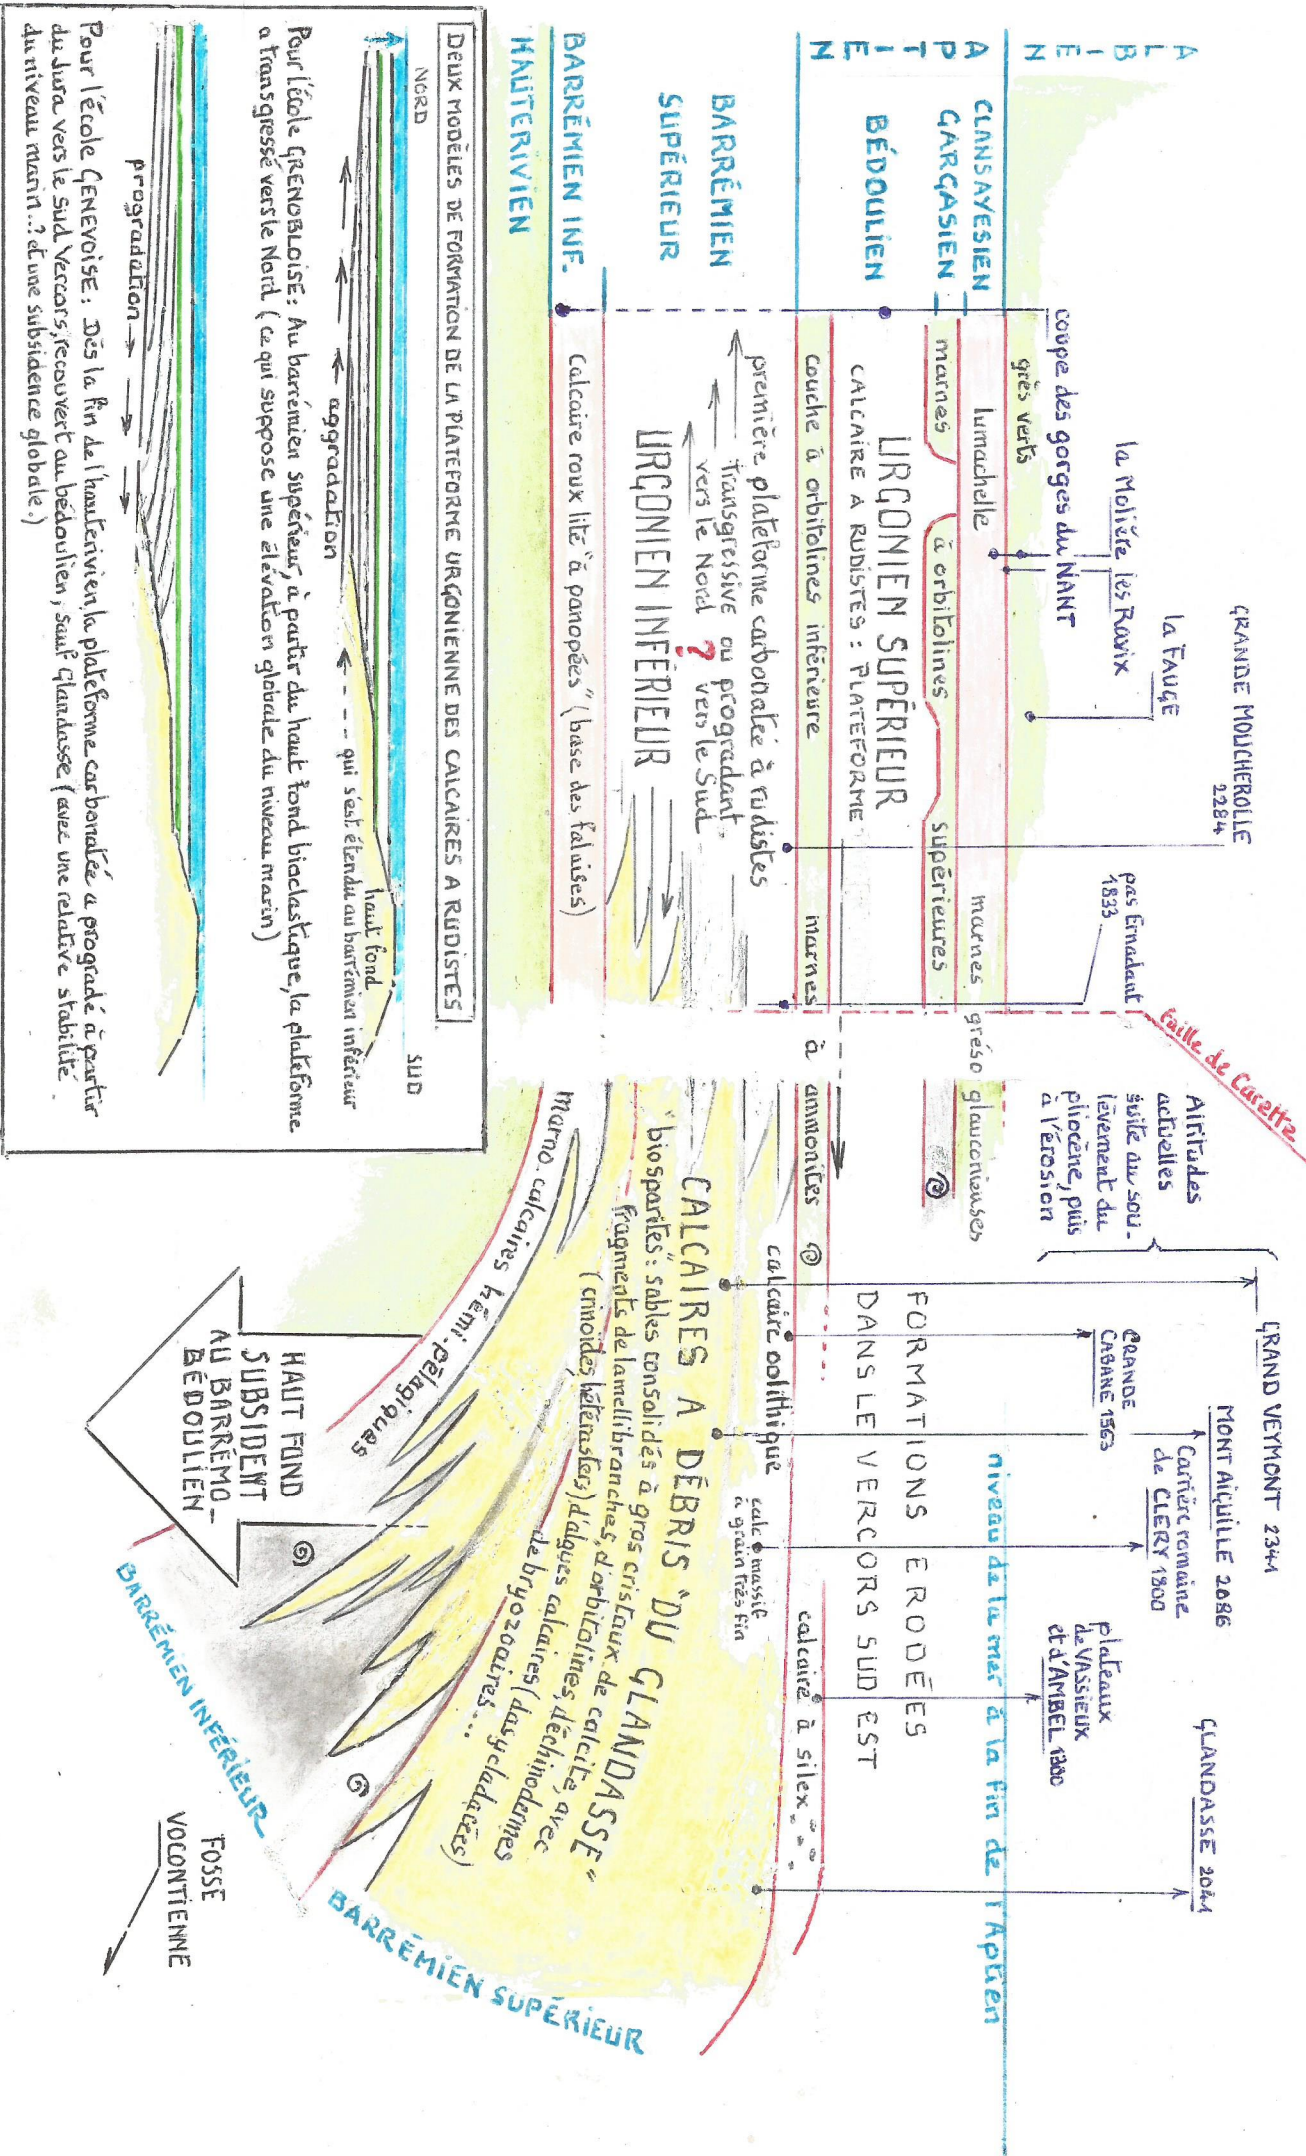 ALBIEN
APTIEN
CLANSAYESIEN
GARGASIEN
BÉDOULIEN
BARRÉMIEN
SUPÉRIEUR
BARRÉMIEN INF.
HAUTERIVIEN
GRANDE MOUCHEROLLE
2284
la FAUGE
la Molière les Ravix
coupe des gorges du NANT
pas Ernadant
1833
faille de Carette
Altitudes
actuelles
suite au sou-
lèvement du
pliocène, puis
à l'érosion
GRAND VEYMONT 2341
MONT AIGUILLE 2086
Carrière romaine
de CLERY 1800
GRANDE
CABANE 1563
plateaux
de VASSIEUX
et d'AMBEL 1300
GLANDASSE 2041
niveau de la mer à la fin de l'Aptien
grès verts
lumachelle
marnes gréso glauconieuses
marnes à orbitolines supérieures
URGONIEN SUPÉRIEUR
CALCAIRE A RUDISTES : PLATEFORME
FORMATIONS ERODÉES
DANS LE VERCORS SUD EST
couche à orbitolines inférieure
marnes à ammonites
calcaire à silex
première plateforme carbonatée à rudistes
transgressive ou progradant
vers le Nord ? vers le Sud
URGONIEN INFÉRIEUR
calcaire oolithique
calc massif
à grain très fin
CALCAIRES A DÉBRIS "DU GLANDASSE"
"biosparites": sables consolidés à gros cristaux de calcite, avec
fragments de lamellibranches, d'orbitolines, d'échinodermes
(crinoïdes, hétérasters) d'algues calcaires (dasycladacées)
de bryozoaires....
Calcaire roux lité "à panopées" (base des falaises)
marno.calcaires hémi-pélagiques
HAUT FOND
SUBSIDENT
AU BARRÉMO-
BÉDOULIEN
BARRÉMIEN INFÉRIEUR
BARRÉMIEN SUPÉRIEUR
FOSSE
VOCONTIENNE
DEUX MODÈLES DE FORMATION DE LA PLATEFORME URGONIENNE DES CALCAIRES A RUDISTES
NORD
SUD
haut fond
aggradation
qui s'est étendu au barrémien inférieur
Pour l'école GRENOBLOISE : Au barrémien supérieur, à partir du haut fond bioclastique, la plateforme
a transgressé vers le Nord (ce qui suppose une élévation globale du niveau marin)
progradation
Pour l'école GENEVOISE : Dès la fin de l'hauterivien, la plateforme carbonatée a progradé à partir
du Jura vers le Sud Vercors, recouvert au bédoulien, sauf Glandasse (avec une relative stabilité
du niveau marin..? et une subsidence globale.)